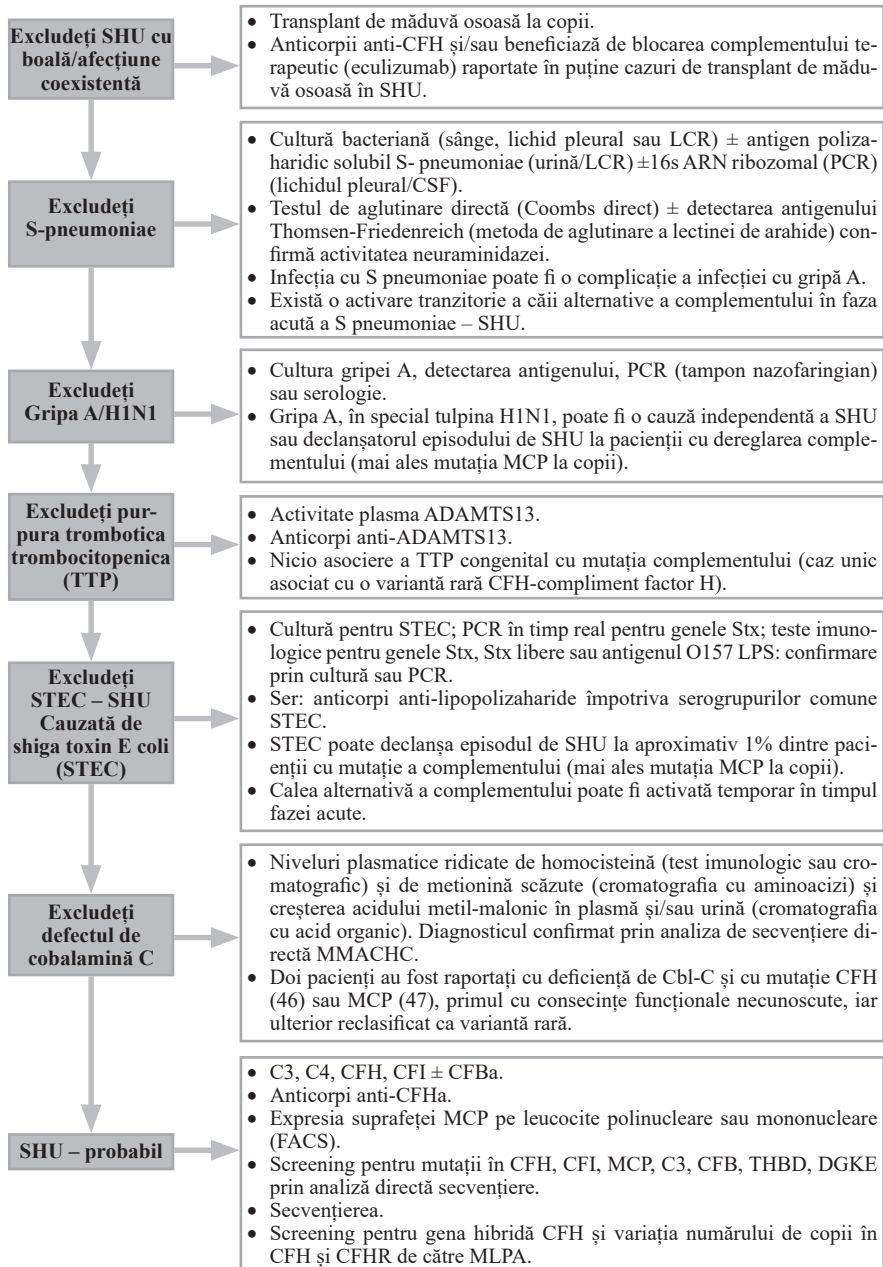 Excludeți SHU cu
boală/afecțiune
coexistentă
• Transplant de măduvă osoasă la copii.
• Anticorpii anti-CFH și/sau beneficiază de blocarea complementului te-
rapeutic (eculizumab) raportate în puține cazuri de transplant de mădu-
vă osoasă în SHU.
Excludeți
S-pneumoniae
• Cultură bacteriană (sânge, lichid pleural sau LCR) ± antigen poliza-
haridic solubil S- pneumoniae (urină/LCR) ±16s ARN ribozomal (PCR)
(lichidul pleural/CSF).
• Testul de aglutinare directă (Coombs direct) ± detectarea antigenului
Thomsen-Friedenreich (metoda de aglutinare a lectinei de arahide) con-
firmă activitatea neuraminidazei.
• Infecția cu S pneumoniae poate fi o complicație a infecției cu gripă A.
• Există o activare tranzitorie a căii alternative a complementului în faza
acută a S pneumoniae – SHU.
Excludeți
Gripa A/H1N1
• Cultura gripei A, detectarea antigenului, PCR (tampon nazofaringian)
sau serologie.
• Gripa A, în special tulpina H1N1, poate fi o cauză independentă a SHU
sau declanșatorul episodului de SHU la pacienții cu dereglarea comple-
mentului (mai ales mutația MCP la copii).
Excludeți pur-
pura trombotica
trombocitopenica
(TTP)
• Activitate plasma ADAMTS13.
• Anticorpi anti-ADAMTS13.
• Nicio asociere a TTP congenital cu mutația complementului (caz unic
asociat cu o variantă rară CFH-compliment factor H).
Excludeți
STEC – SHU
Cauzată de
shiga toxin E coli
(STEC)
• Cultură pentru STEC; PCR în timp real pentru genele Stx; teste imuno-
logice pentru genele Stx, Stx libere sau antigenul O157 LPS: confirmare
prin cultură sau PCR.
• Ser: anticorpi anti-lipopolizaharide împotriva serogrupurilor comune
STEC.
• STEC poate declanșa episodul de SHU la aproximativ 1% dintre paci-
enții cu mutație a complementului (mai ales mutația MCP la copii).
• Calea alternativă a complementului poate fi activată temporar în timpul
fazei acute.
Excludeți
defectul de
cobalamină C
• Niveluri plasmatice ridicate de homocisteină (test imunologic sau cro-
matografic) și de metionină scăzute (cromatografia cu aminoacizi) și
creșterea acidului metil-malonic în plasmă și/sau urină (cromatografia
cu acid organic). Diagnosticul confirmat prin analiza de secvențiere di-
rectă MMACHC.
• Doi pacienți au fost raportați cu deficiență de Cbl-C și cu mutație CFH
(46) sau MCP (47), primul cu consecințe funcționale necunoscute, iar
ulterior reclasificat ca variantă rară.
SHU – probabil
• C3, C4, CFH, CFI ± CFBa.
• Anticorpi anti-CFHa.
• Expresia suprafeței MCP pe leucocite polinucleare sau mononucleare
(FACS).
• Screening pentru mutații în CFH, CFI, MCP, C3, CFB, THBD, DGKE
prin analiză directă secvențiere.
• Secvențierea.
• Screening pentru gena hibridă CFH și variația numărului de copii în
CFH și CFHR de către MLPA.